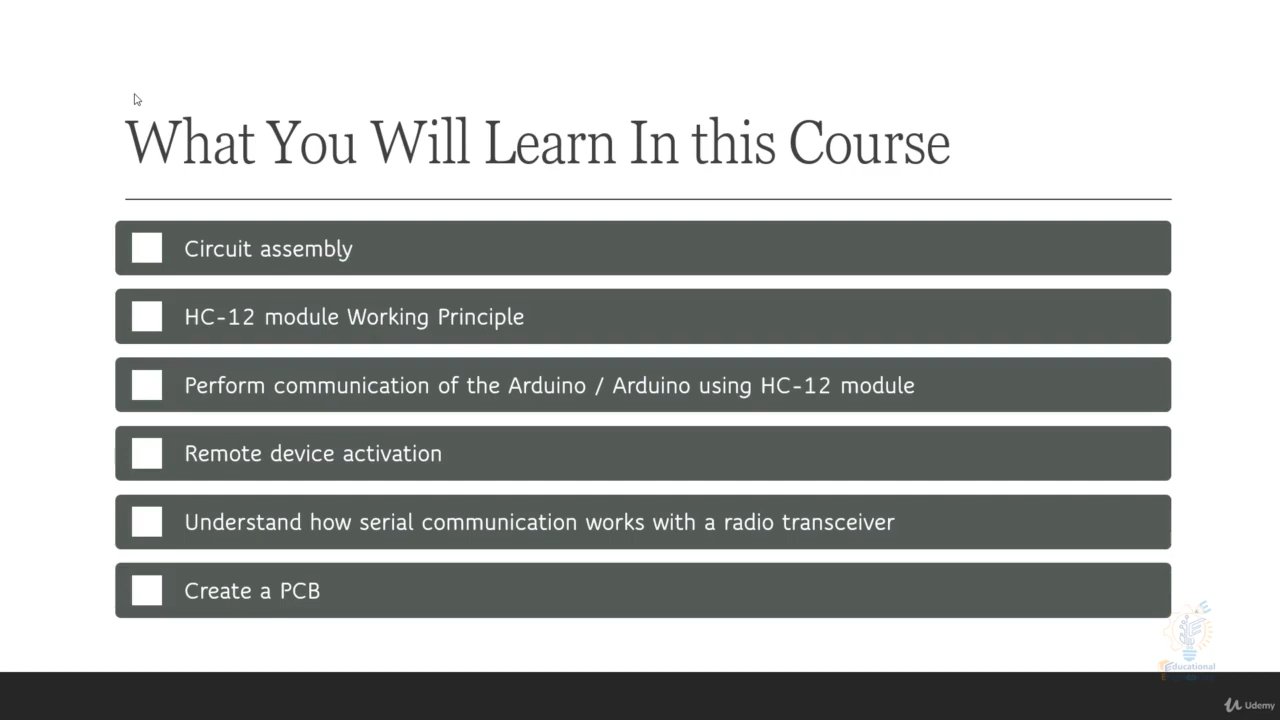 What You Will Learn In this Course
Circuit assembly
HC-12 module Working Principle
Perform communication of the Arduino / Arduino using HC-12 module
Remote device activation
Understand how serial communication works with a radio transceiver
Create a PCB
Educational
Engineering
Udemy